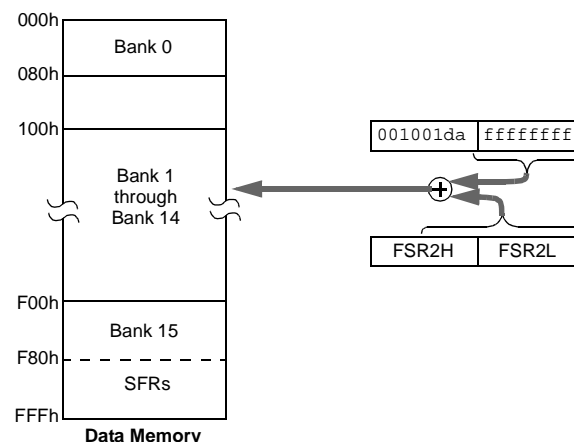 000h
Bank 0
080h
100h
001001da ffffffff
Bank 1
through
Bank 14
FSR2H FSR2L
F00h
Bank 15
F80h
SFRs
FFFh
Data Memory